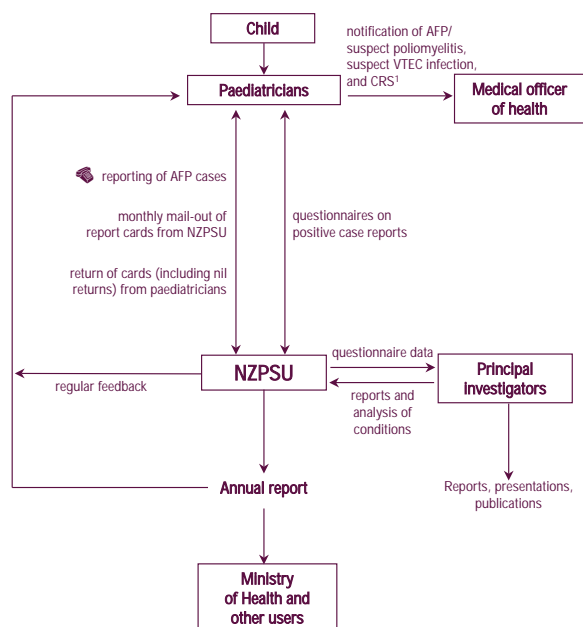 Child
notification of AFP/
suspect poliomyelitis,
suspect VTEC infection,
and CRS¹
Paediatricians
Medical officer
of health
reporting of AFP cases
monthly mail-out of
report cards from NZPSU
questionnaires on
positive case reports
return of cards (including nil
returns) from paediatricians
NZPSU
questionnaire data
Principal
investigators
regular feedback
reports and
analysis of
conditions
Annual report
Reports, presentations,
publications
Ministry
of Health and
other users